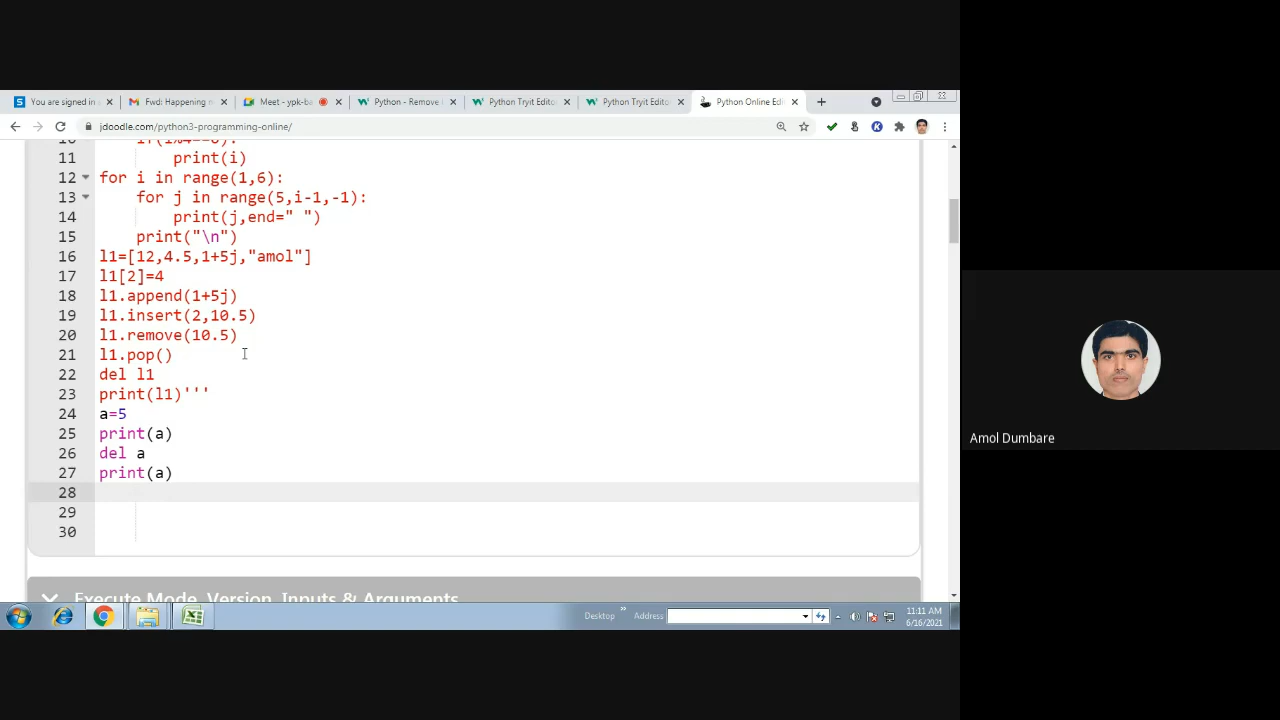 You are signed in
Fwd: Happening n
Meet - ypk-ba
Python - Remove
Python Tryit Edito
Python Tryit Edito
Python Online Edi
jdoodle.com/python3-programming-online/
11 print(i)
12 for i in range(1,6):
13 for j in range(5,i-1,-1):
14 print(j,end=" ")
15 print("\n")
16 l1=[12,4.5,1+5j,"amol"]
17 l1[2]=4
18 l1.append(1+5j)
19 l1.insert(2,10.5)
20 l1.remove(10.5)
21 l1.pop()
22 del l1
23 print(l1)'''
24 a=5
25 print(a)
26 del a
27 print(a)
28
29
30
Execute Mode, Version, Inputs & Arguments
Desktop » Address
11:11 AM
6/16/2021
Amol Dumbare